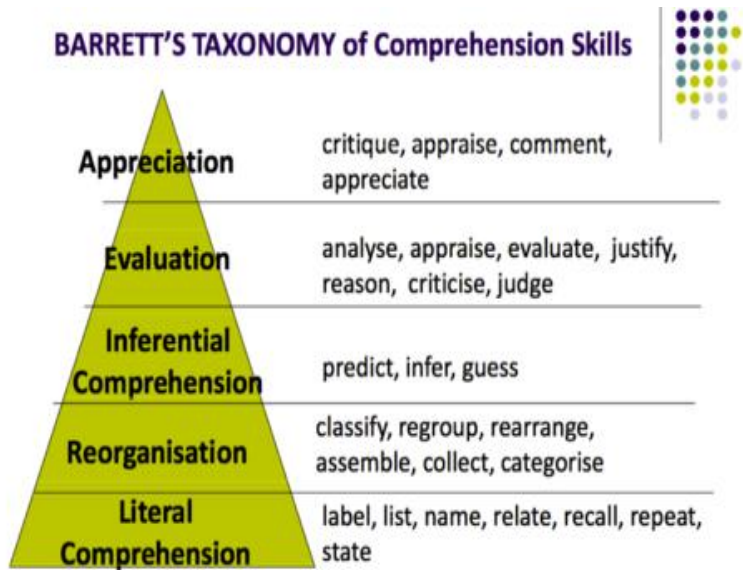 BARRETT'S TAXONOMY of Comprehension Skills
Appreciation
critique, appraise, comment,
appreciate
Evaluation
analyse, appraise, evaluate, justify,
reason, criticise, judge
Inferential
Comprehension
predict, infer, guess
Reorganisation
classify, regroup, rearrange,
assemble, collect, categorise
Literal
Comprehension
label, list, name, relate, recall, repeat,
state